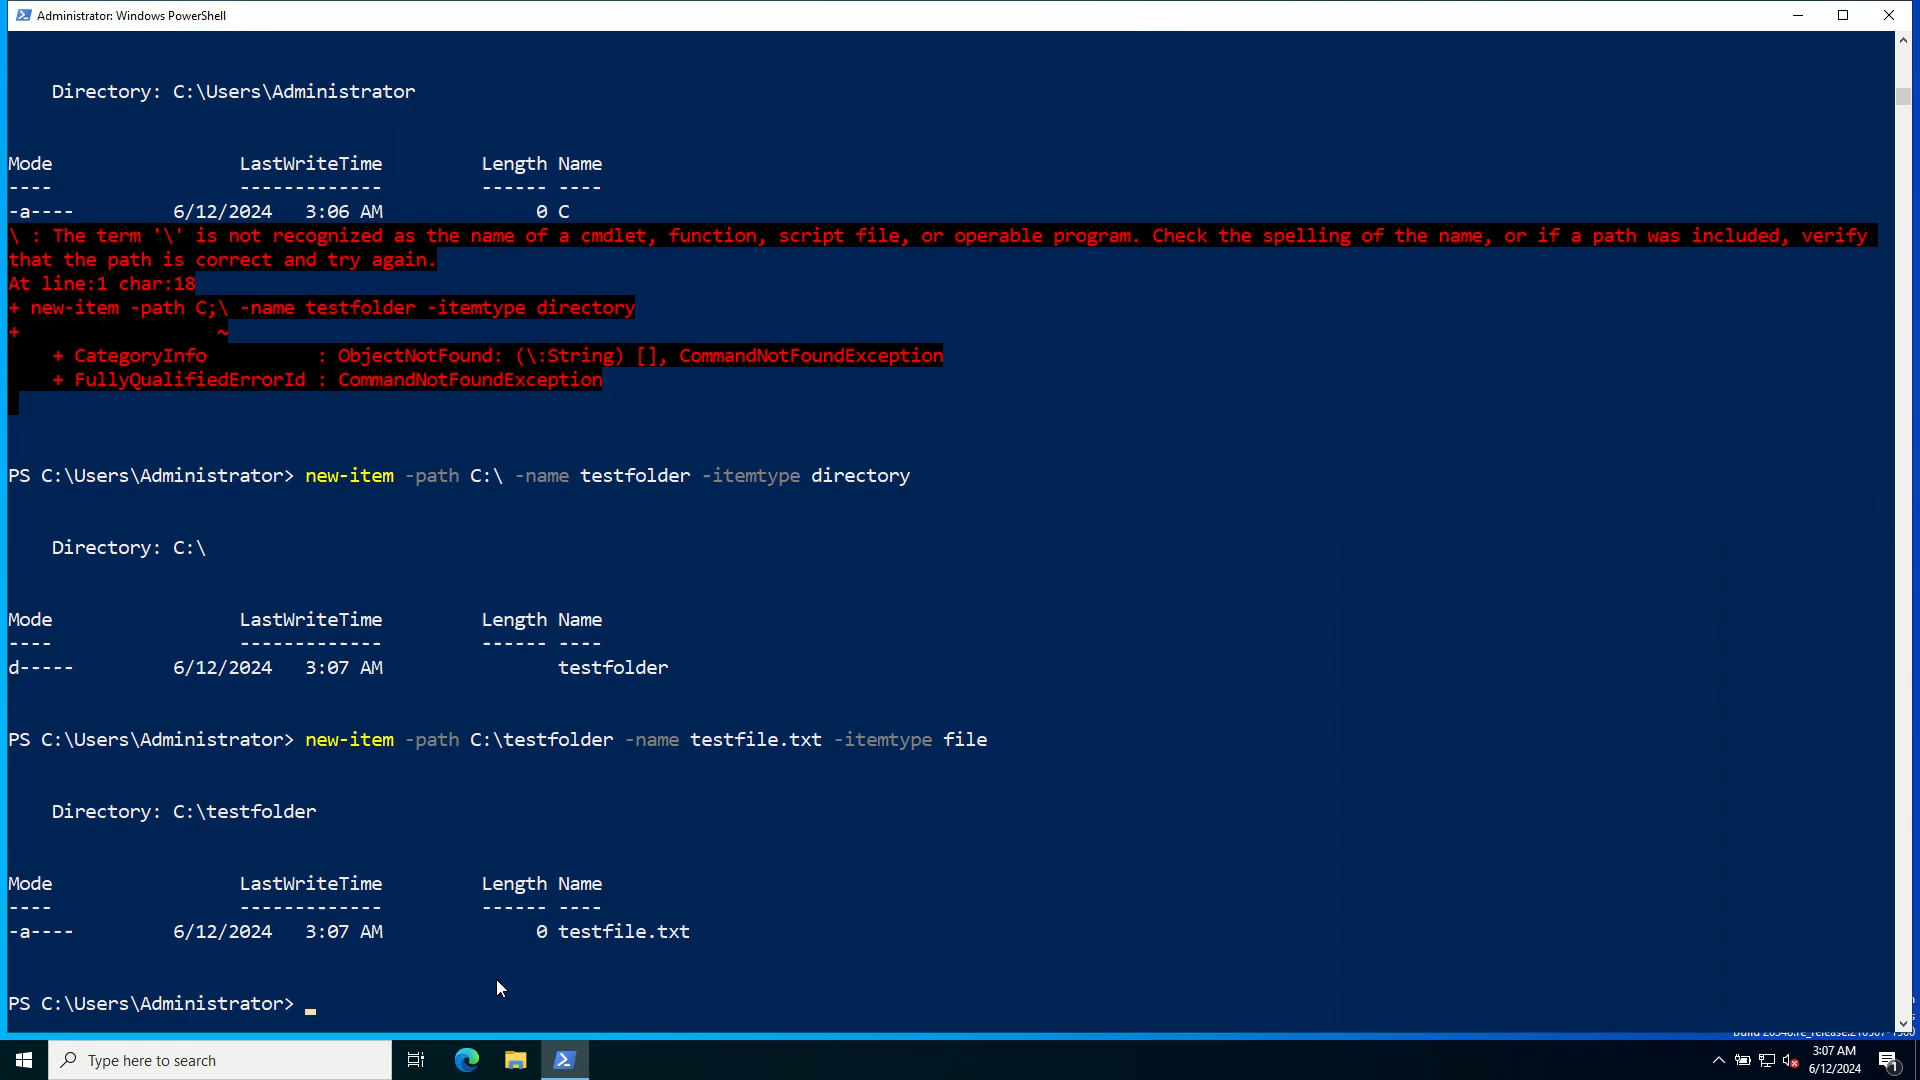 Administrator: Windows PowerShell
Directory: C:\Users\Administrator
Mode LastWriteTime Length Name
---- ------------- ------ ----
-a---- 6/12/2024 3:06 AM 0 C
\ : The term '\' is not recognized as the name of a cmdlet, function, script file, or operable program. Check the spelling of the name, or if a path was included, verify
that the path is correct and try again.
At line:1 char:18
+ new-item -path C;\ -name testfolder -itemtype directory
+ ~
+ CategoryInfo : ObjectNotFound: (\:String) [], CommandNotFoundException
+ FullyQualifiedErrorId : CommandNotFoundException
PS C:\Users\Administrator> new-item -path C:\ -name testfolder -itemtype directory
Directory: C:\
Mode LastWriteTime Length Name
---- ------------- ------ ----
d----- 6/12/2024 3:07 AM testfolder
PS C:\Users\Administrator> new-item -path C:\testfolder -name testfile.txt -itemtype file
Directory: C:\testfolder
Mode LastWriteTime Length Name
---- ------------- ------ ----
-a---- 6/12/2024 3:07 AM 0 testfile.txt
PS C:\Users\Administrator>
Type here to search
3:07 AM
6/12/2024
1